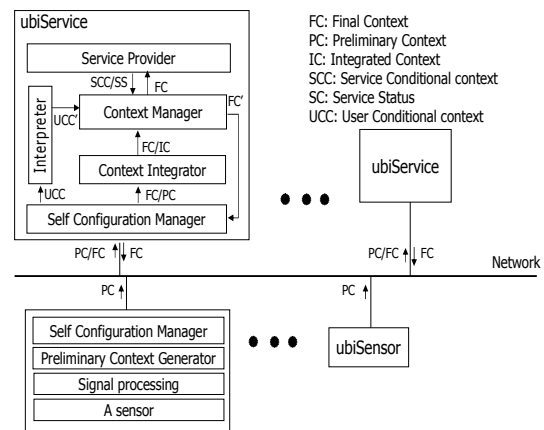 ubiService
Service Provider
SCC/SS
FC
Interpreter
UCC'
Context Manager
FC'
FC/IC
Context Integrator
UCC
FC/PC
Self Configuration Manager
PC/FC
FC
FC: Final Context
PC: Preliminary Context
IC: Integrated Context
SCC: Service Conditional context
SC: Service Status
UCC: User Conditional context
ubiService
PC/FC
FC
Network
PC
Self Configuration Manager
Preliminary Context Generator
Signal processing
A sensor
PC
ubiSensor